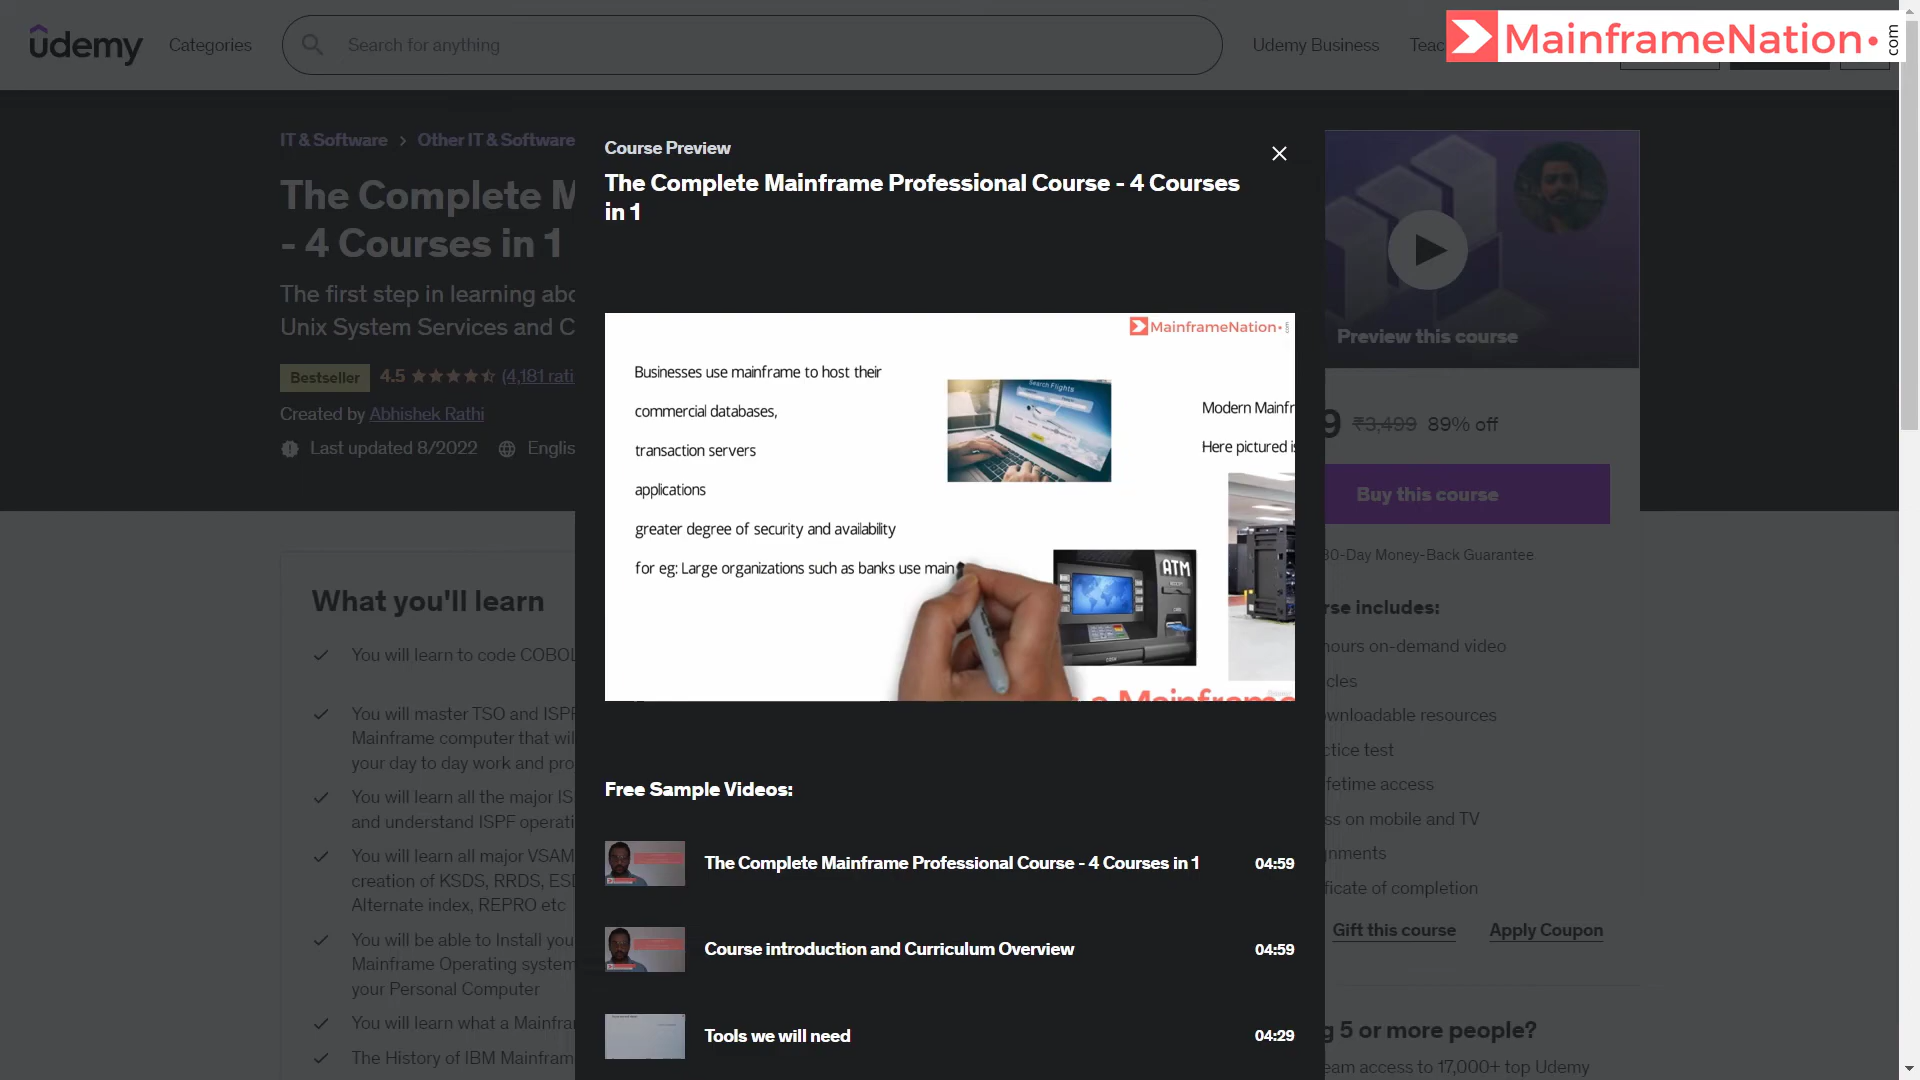 udemy
Categories
Search for anything
Udemy Business
Teac
MainframeNation.com
IT & Software
Other IT & Software
The Complete M
- 4 Courses in 1
The first step in learning abo
Unix System Services and C
Bestseller
4.5
(4,181 rati
Created by Abhishek Rathi
Last updated 8/2022
Englis
What you'll learn
You will learn to code COBOL
You will master TSO and ISPF
Mainframe computer that wil
your day to day work and pro
You will learn all the major IS
and understand ISPF operati
You will learn all major VSAM
creation of KSDS, RRDS, ESD
Alternate index, REPRO etc
You will be able to Install you
Mainframe Operating system
your Personal Computer
You will learn what a Mainfra
The History of IBM Mainfram
Course Preview
The Complete Mainframe Professional Course - 4 Courses
in 1
MainframeNation
Businesses use mainframe to host their
commercial databases,
transaction servers
applications
greater degree of security and availability
for eg: Large organizations such as banks use main
Search Flights
ATM
Modern Mainfr
Here pictured is
a Mainframe
Free Sample Videos:
The Complete Mainframe Professional Course - 4 Courses in 1
04:59
Course introduction and Curriculum Overview
04:59
Tools we will need
04:29
Preview this course
9 ₹3,499 89% off
Buy this course
30-Day Money-Back Guarantee
rse includes:
hours on-demand video
cles
ownloadable resources
ctice test
ifetime access
ss on mobile and TV
gnments
ificate of completion
Gift this course
Apply Coupon
g 5 or more people?
eam access to 17,000+ top Udemy